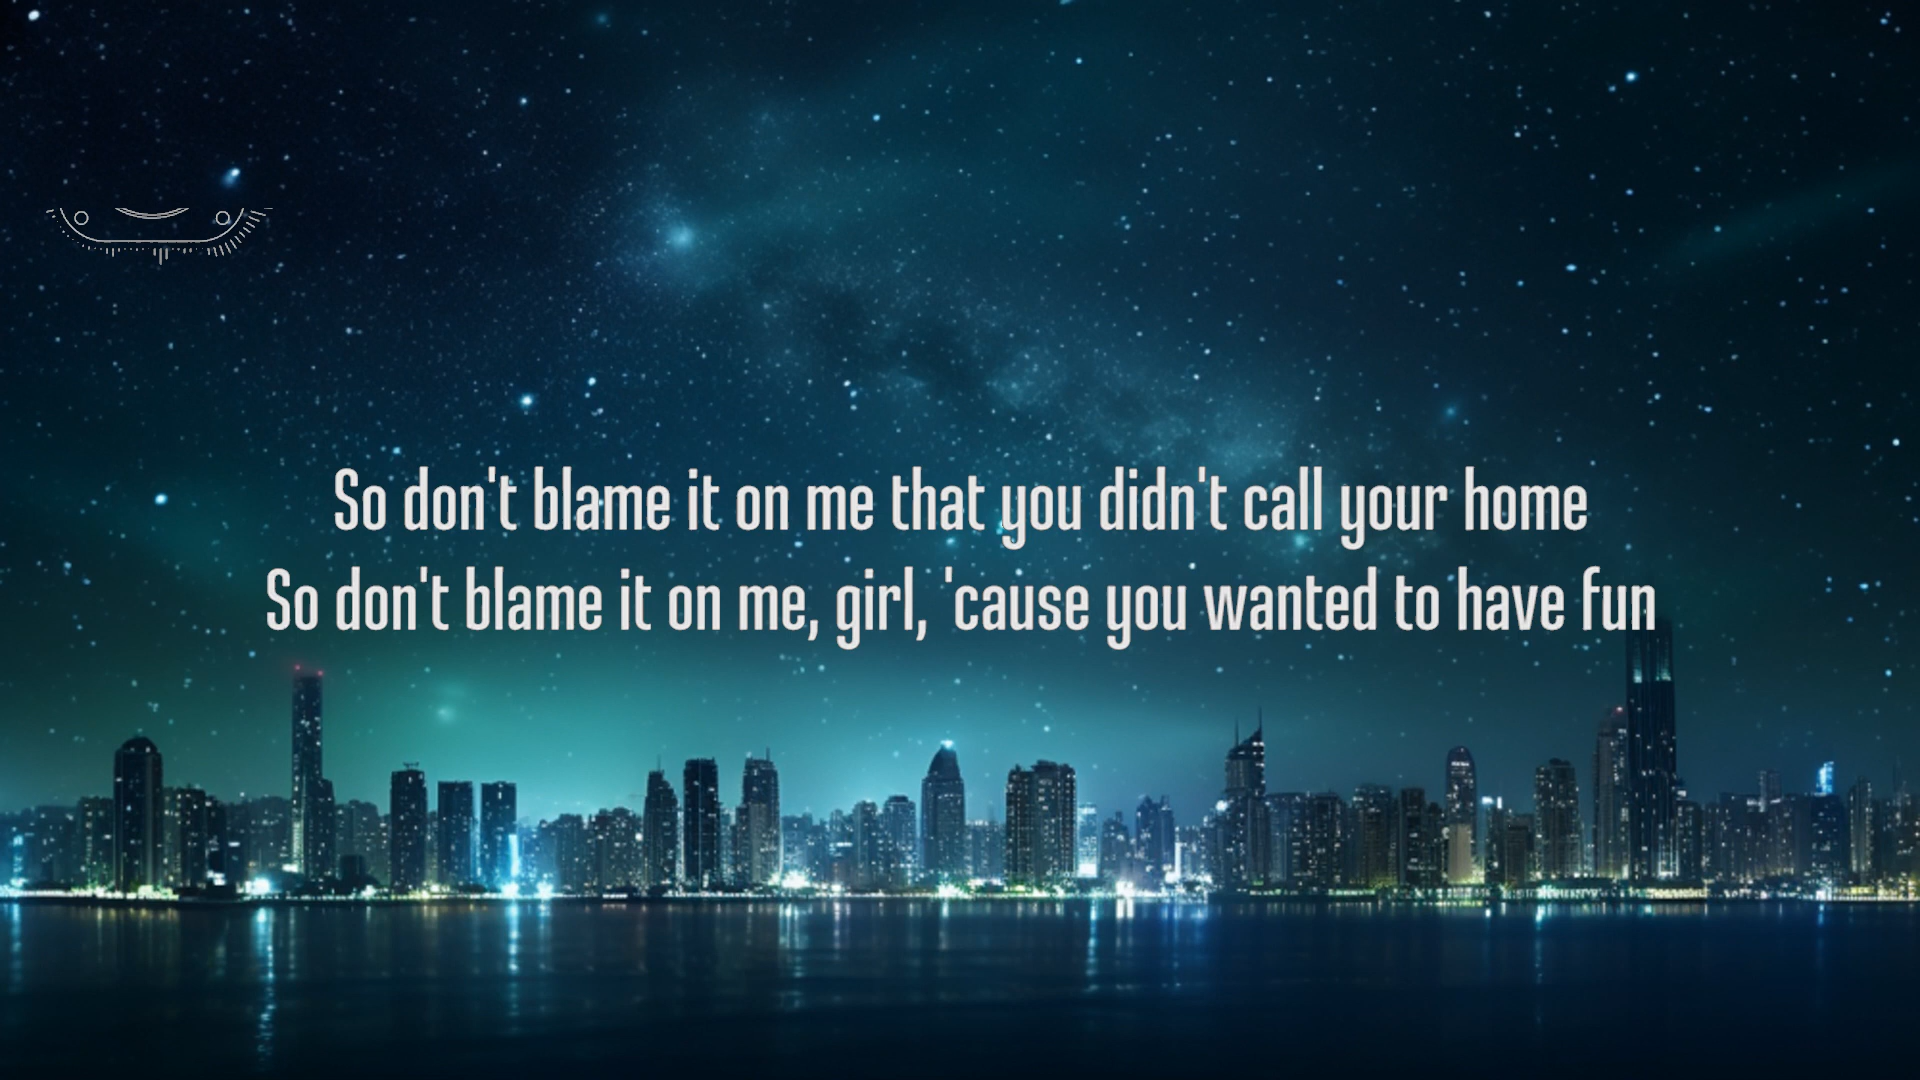 So don't blame it on me that you didn't call your home
So don't blame it on me, girl, 'cause you wanted to have fun